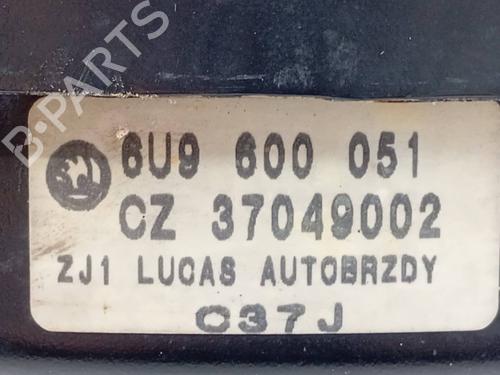 B-PARTS
6U9 600 051
CZ 37049002
ZJ1 LUCAS AUTOBRZDY
C37J